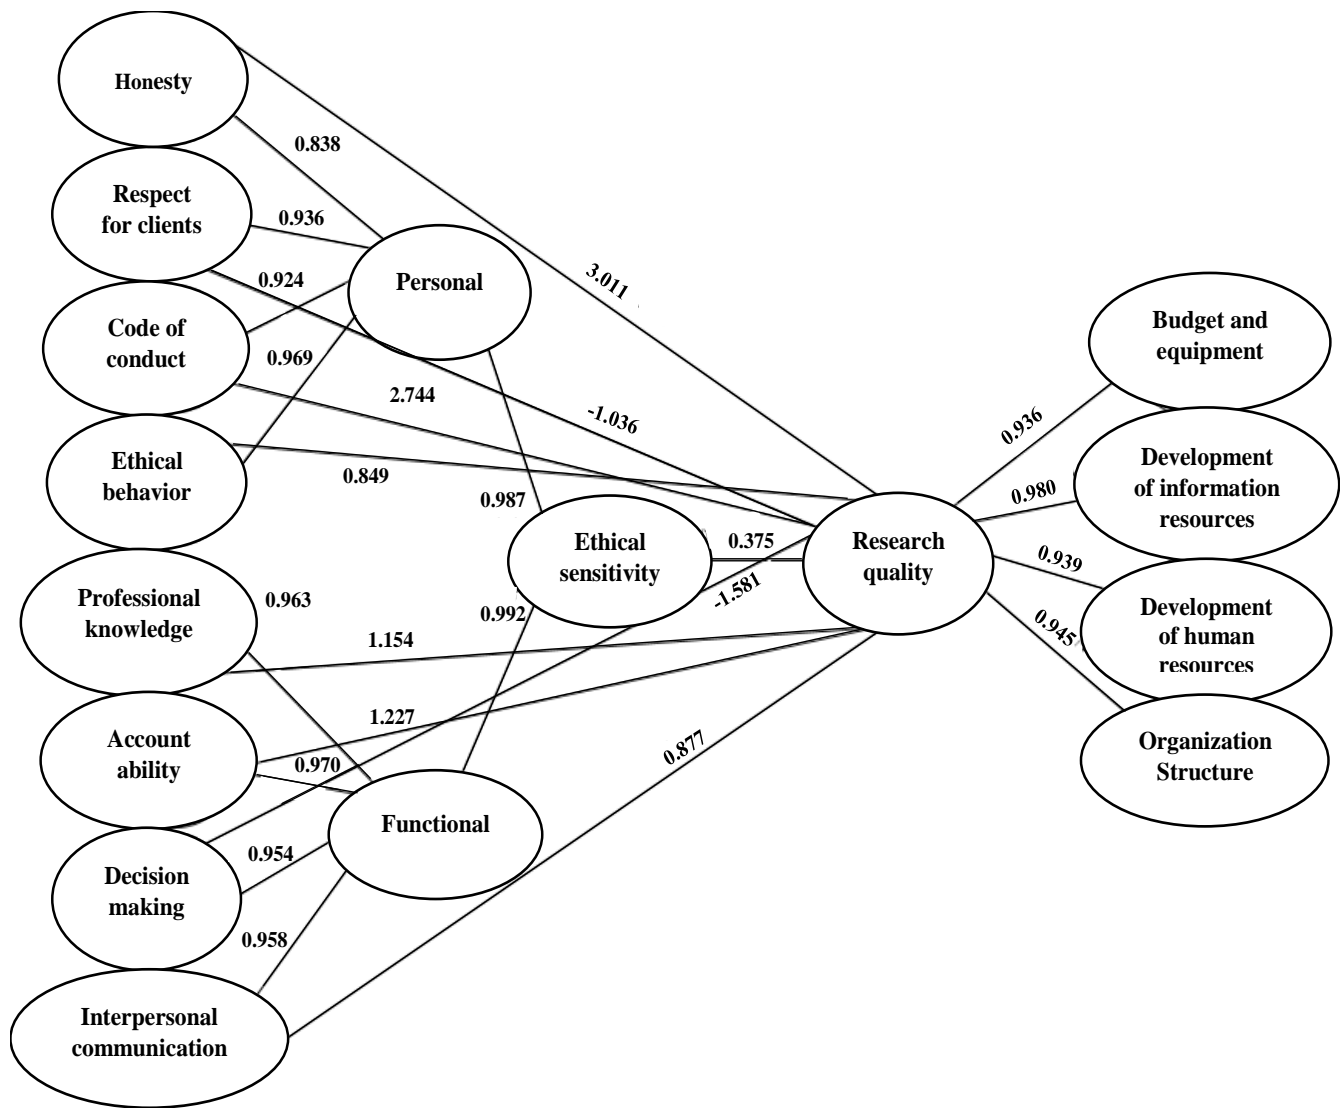 Honesty
0.838
Respect
for clients
0.936
0.924
Personal
3.011
Code of
conduct
0.969
2.744
-1.036
Budget and
equipment
0.936
Ethical
behavior
0.849
0.987
Development
of information
resources
0.980
Ethical
sensitivity
0.375
Research
quality
0.939
-1.581
Professional
knowledge
0.963
0.992
1.154
Development
of human
resources
0.945
Account
ability
1.227
0.970
0.877
Organization
Structure
Functional
Decision
making
0.954
0.958
Interpersonal
communication